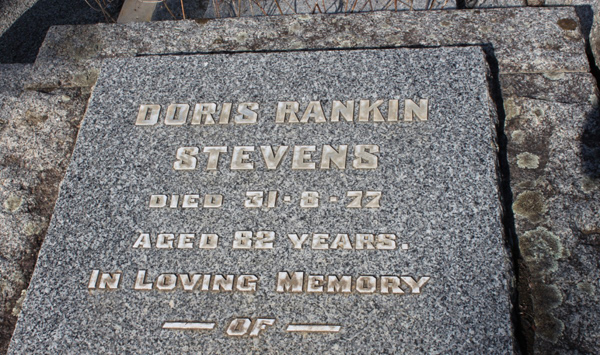 DORIS RANKIN
STEVENS
DIED 31·8·77
AGED 82 YEARS.
IN LOVING MEMORY
— OF —